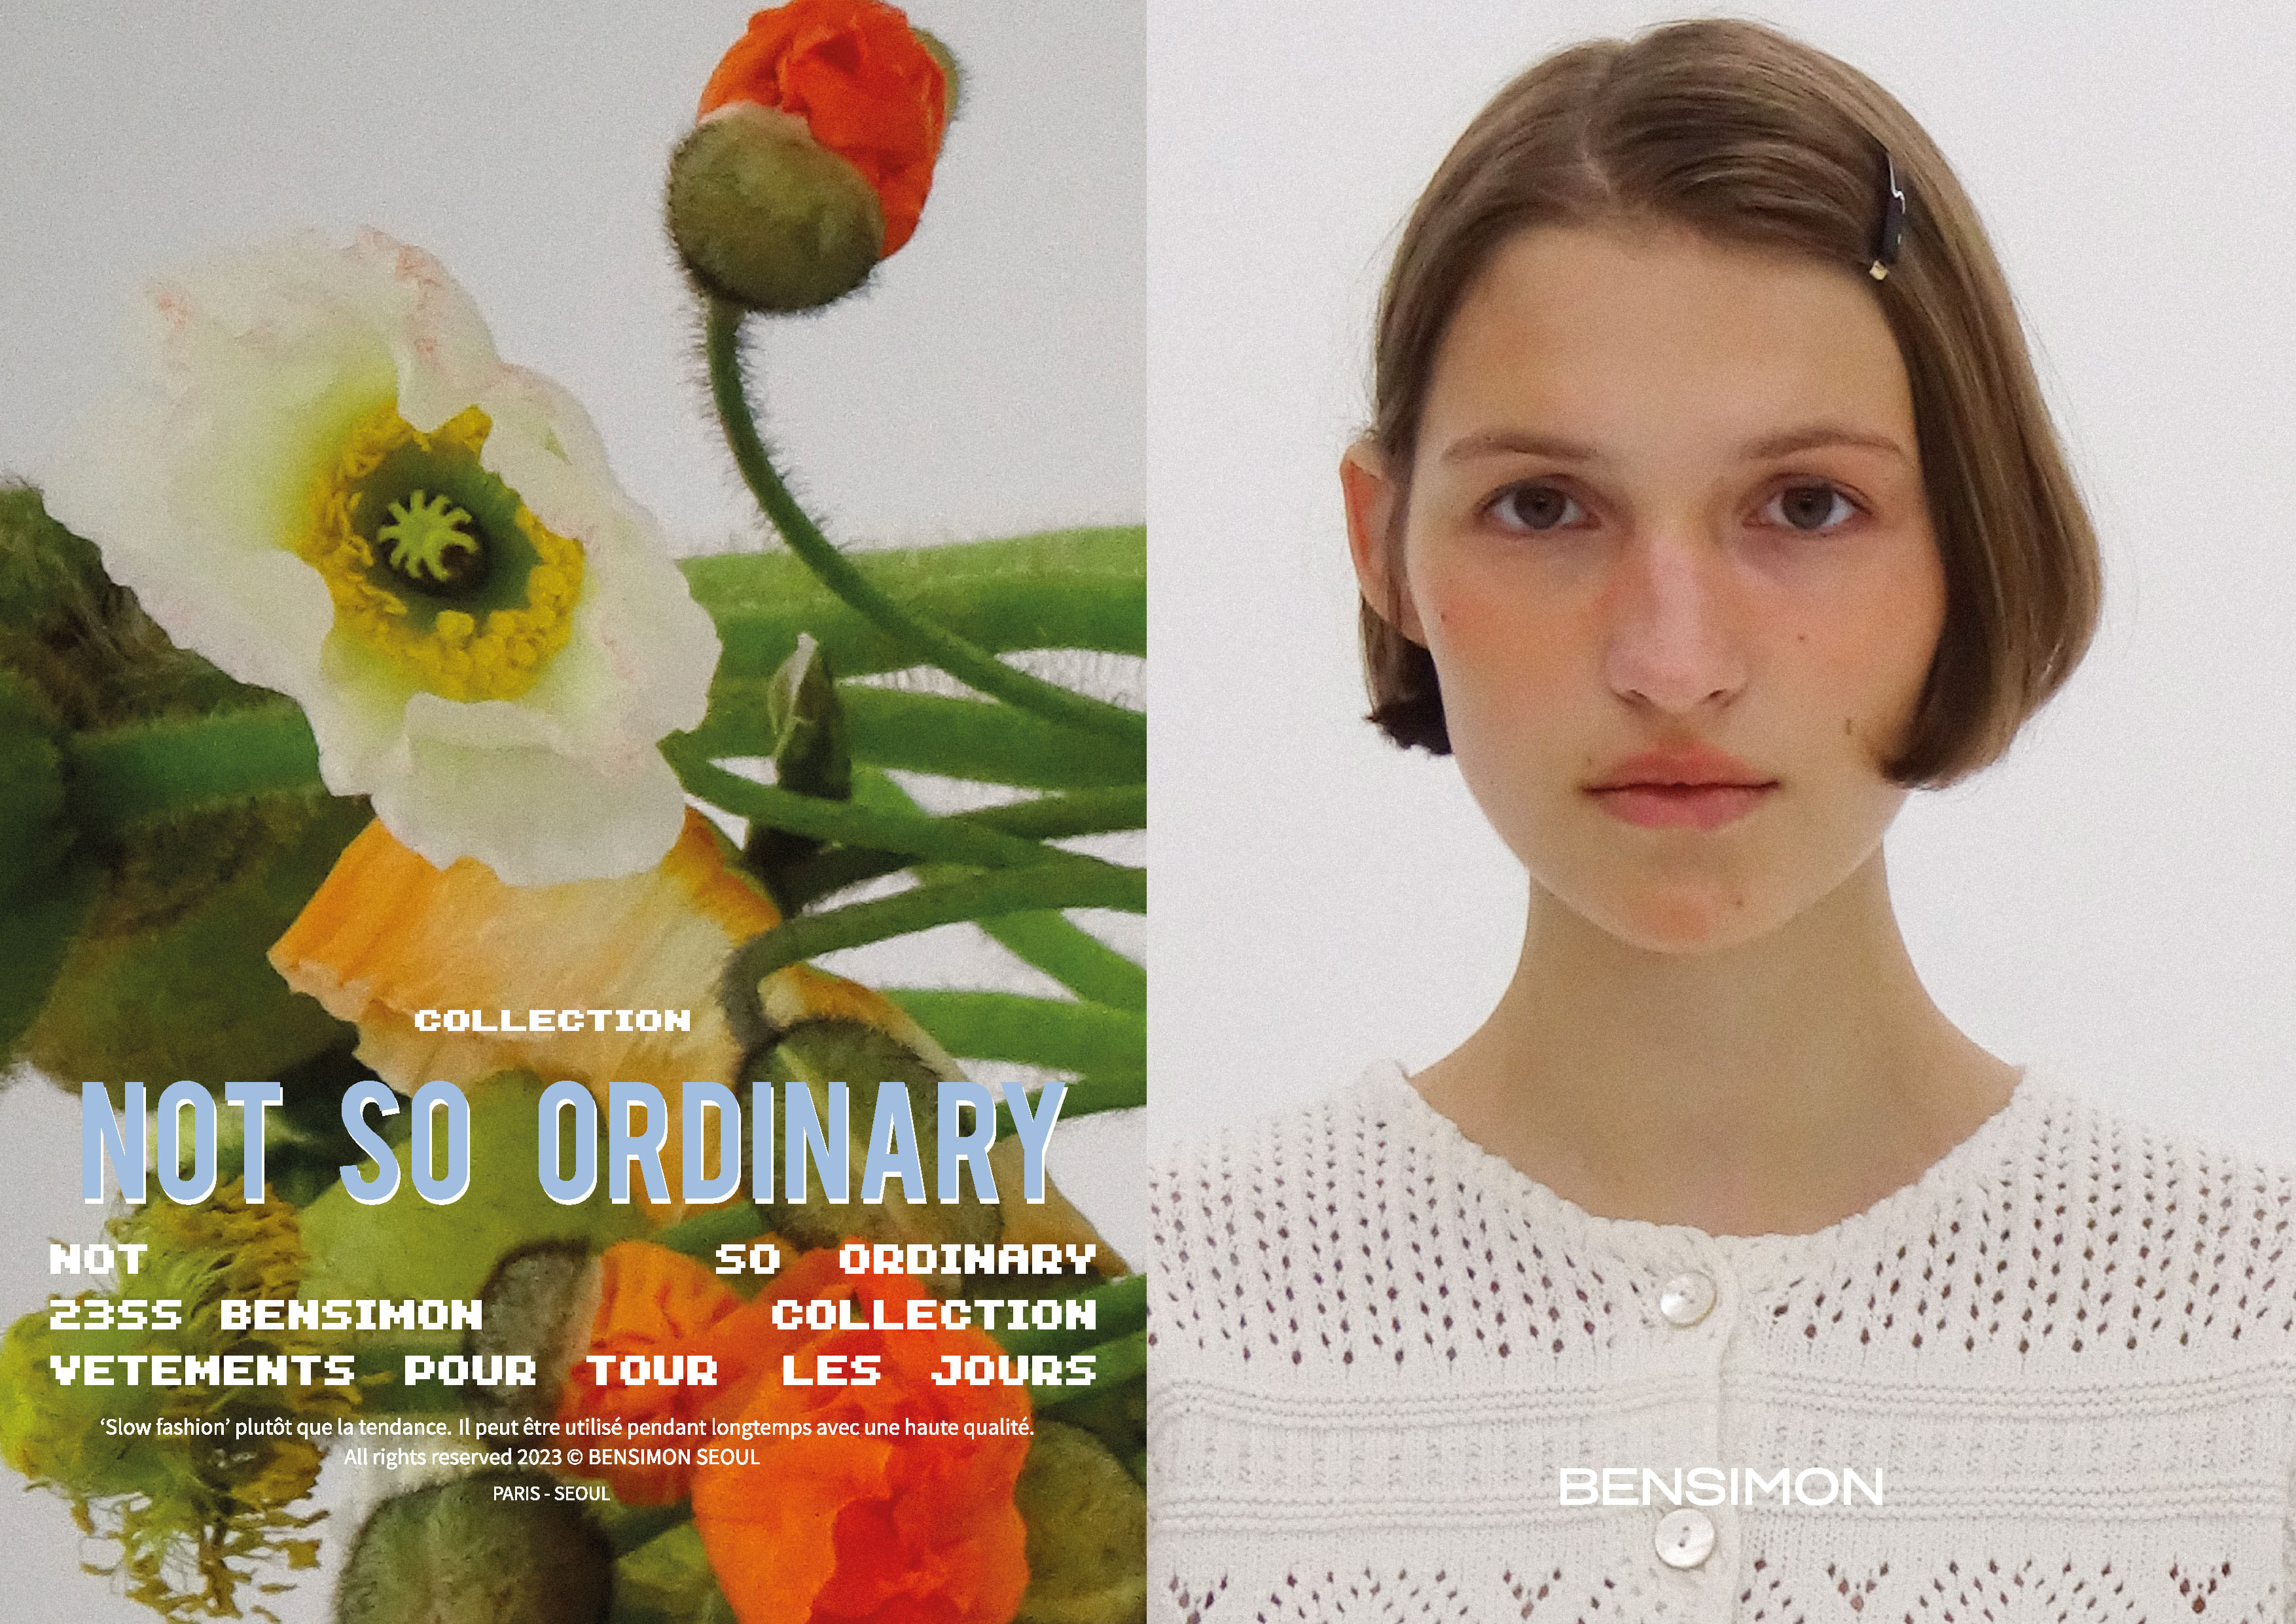 COLLECTION
NOT SO ORDINARY
NOT SO ORDINARY
23SS BENSIMON COLLECTION
VETEMENTS POUR TOUR LES JOURS
‘Slow fashion’ plutôt que la tendance. Il peut être utilisé pendant longtemps avec une haute qualité.
All rights reserved 2023 © BENSIMON SEOUL
PARIS - SEOUL
BENSIMON